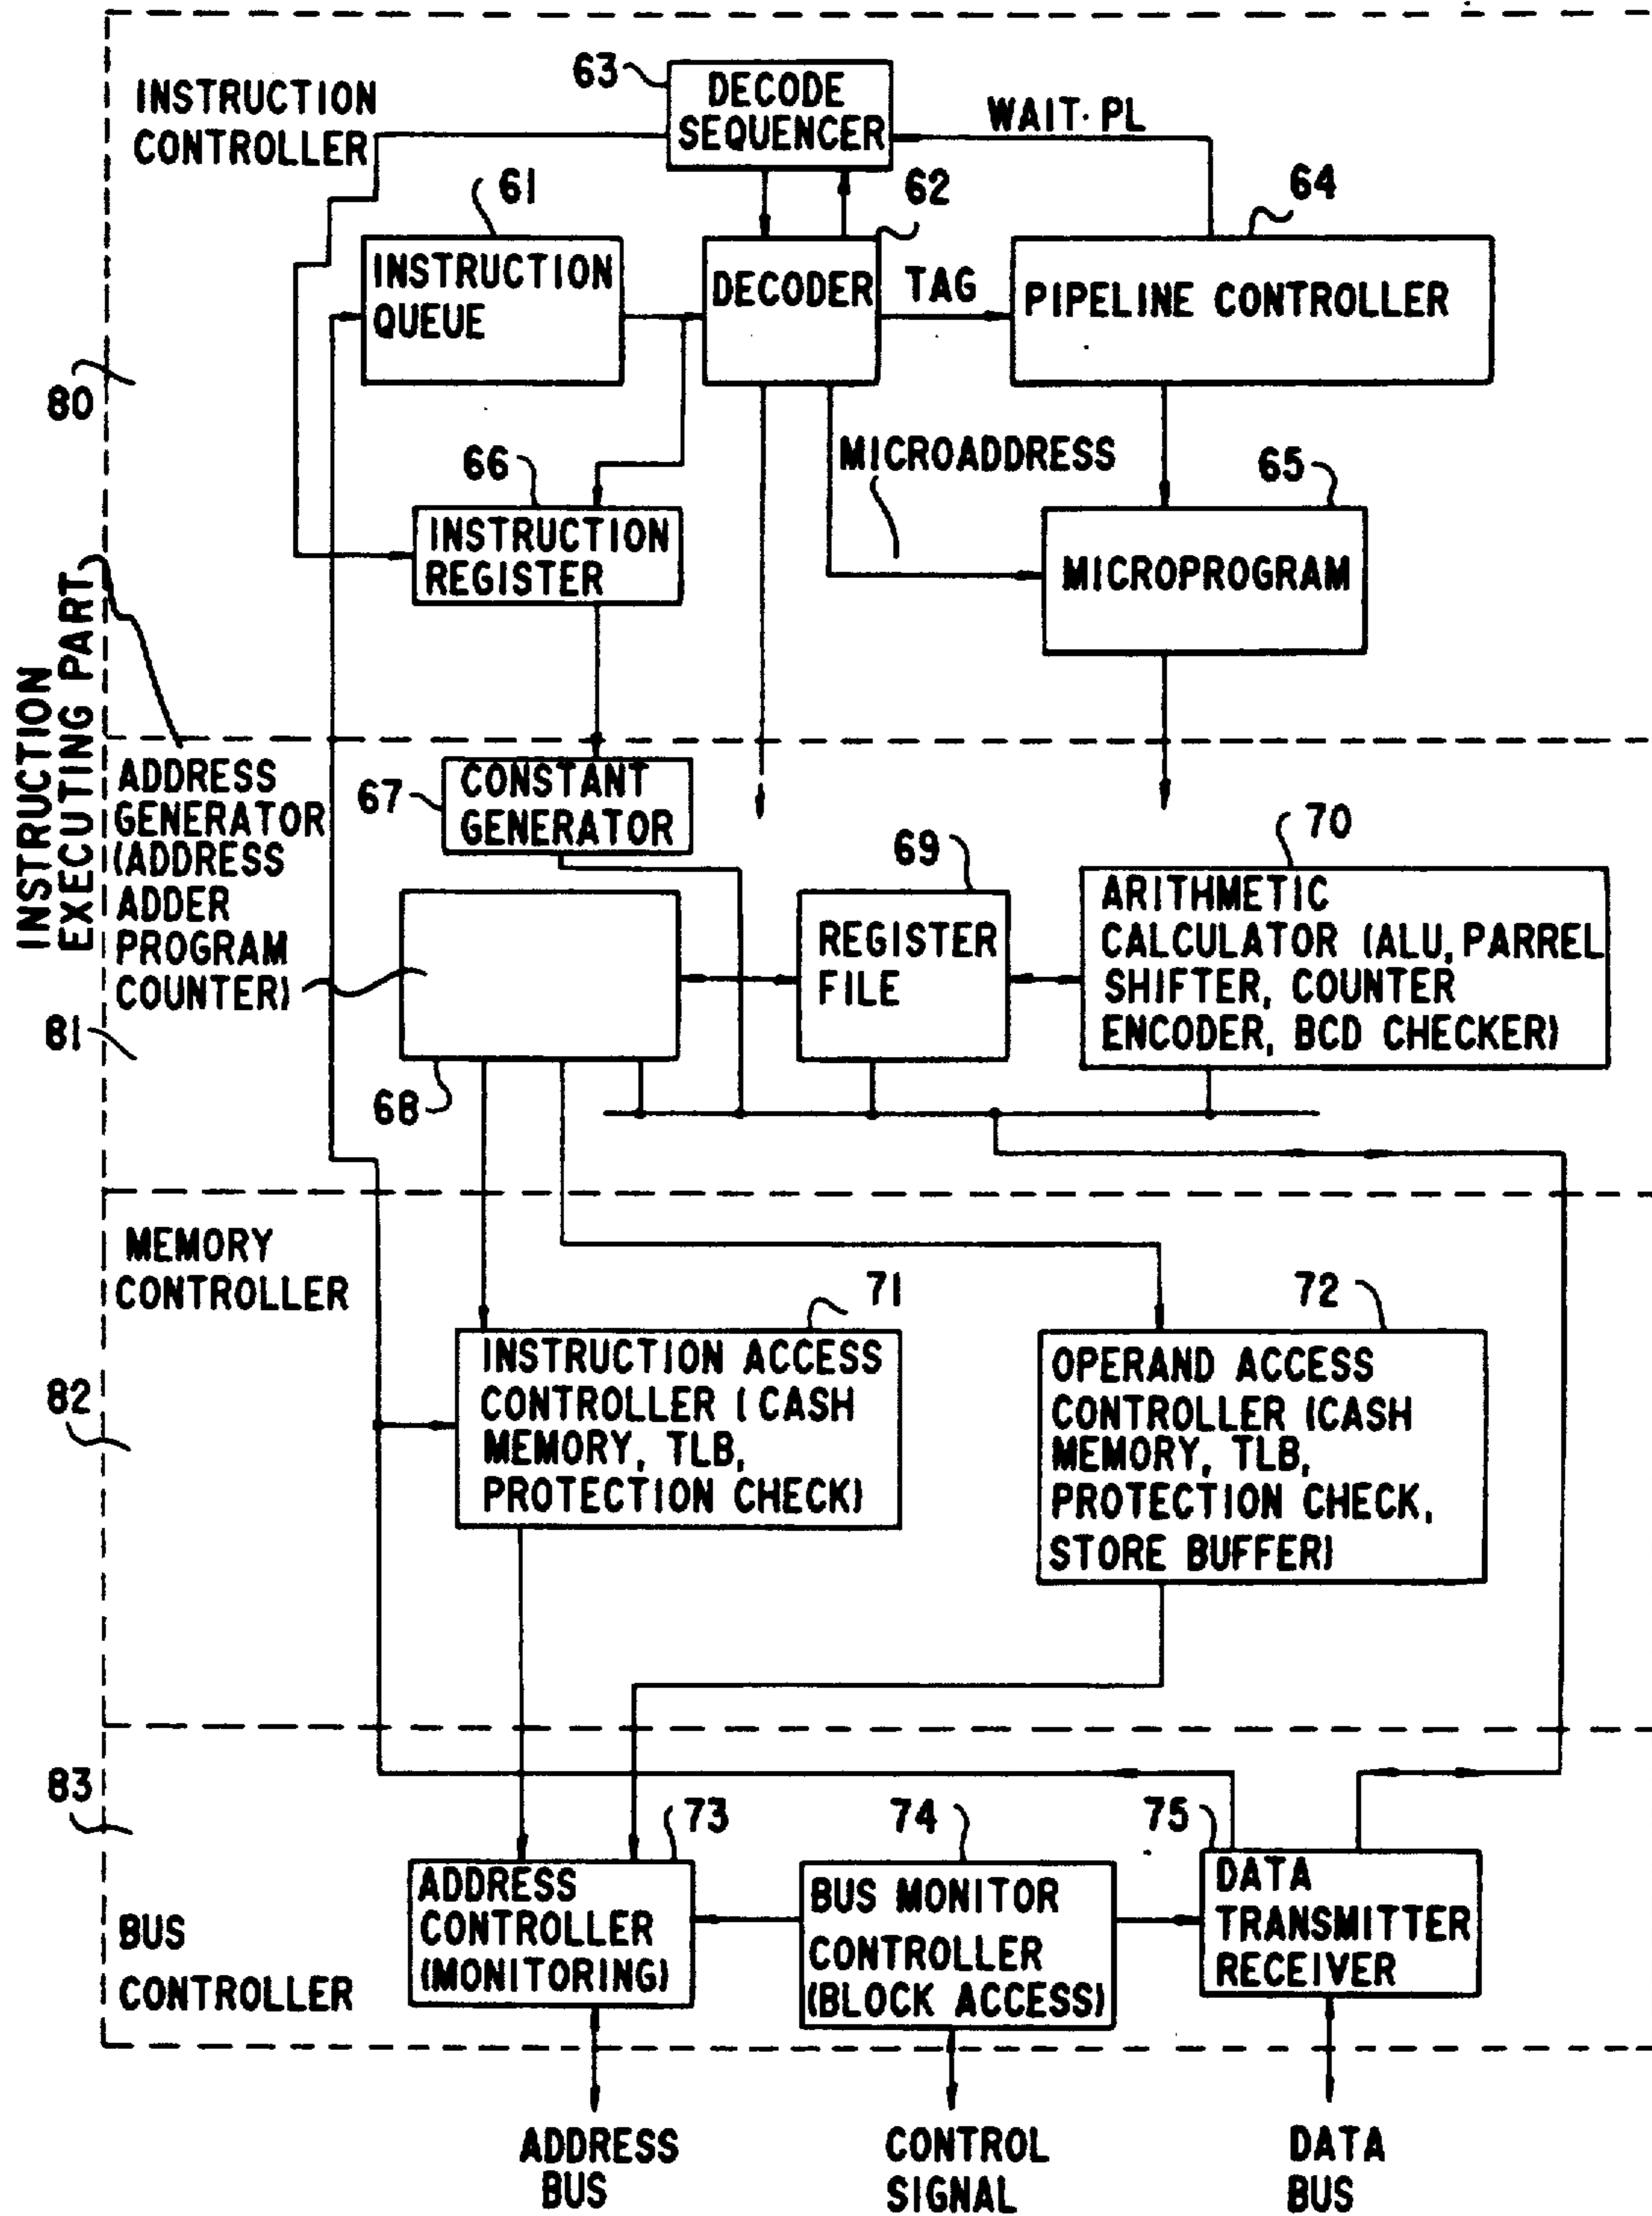 INSTRUCTION
CONTROLLER
63
DECODE
SEQUENCER
WAIT·PL
61
INSTRUCTION
QUEUE
62
DECODER
TAG
64
PIPELINE CONTROLLER
80
66
INSTRUCTION
REGISTER
MICROADDRESS
65
MICROPROGRAM
INSTRUCTION
EXECUTING PART
ADDRESS
GENERATOR
(ADDRESS
ADDER
PROGRAM
COUNTER)
67
CONSTANT
GENERATOR
69
REGISTER
FILE
70
ARITHMETIC
CALCULATOR (ALU, PARREL
SHIFTER, COUNTER
ENCODER, BCD CHECKER)
81
68
MEMORY
CONTROLLER
71
INSTRUCTION ACCESS
CONTROLLER (CASH
MEMORY, TLB,
PROTECTION CHECK)
72
OPERAND ACCESS
CONTROLLER (CASH
MEMORY, TLB,
PROTECTION CHECK,
STORE BUFFER)
82
83
BUS
CONTROLLER
73
ADDRESS
CONTROLLER
(MONITORING)
74
BUS MONITOR
CONTROLLER
(BLOCK ACCESS)
75
DATA
TRANSMITTER
RECEIVER
ADDRESS
BUS
CONTROL
SIGNAL
DATA
BUS